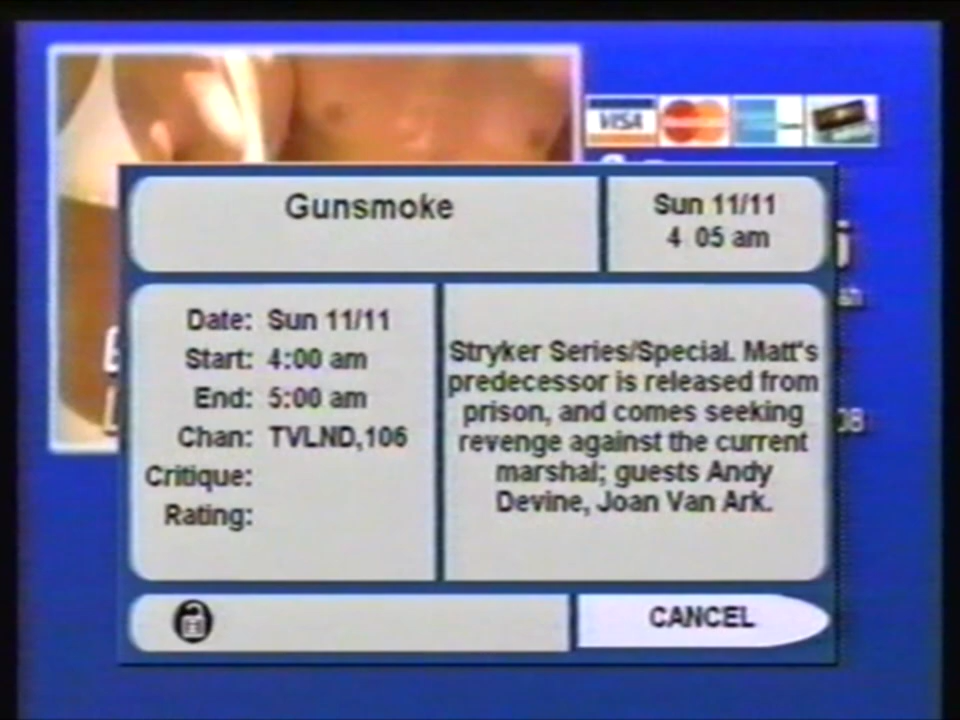 VISA
Gunsmoke
Sun 11/11
4 05 am
Date: Sun 11/11
Start: 4:00 am
End: 5:00 am
Chan: TVLND,106
Critique:
Rating:
Stryker Series/Special. Matt's
predecessor is released from
prison, and comes seeking
revenge against the current
marshal; guests Andy
Devine, Joan Van Ark.
CANCEL